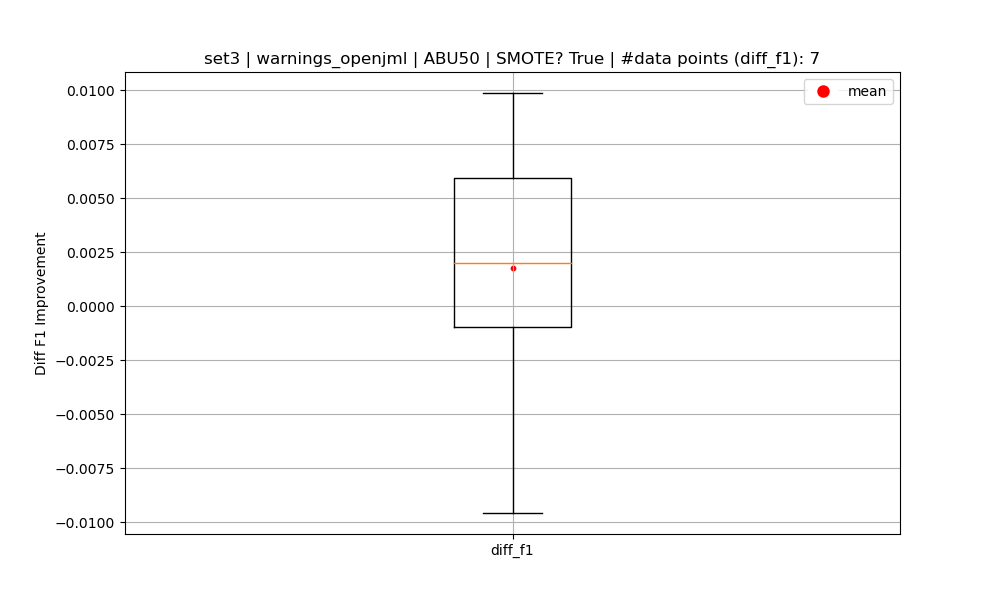 set3 | warnings_openjml | ABU50 | SMOTE? True | #data points (diff_f1): 7
mean
0.0100
0.0075
0.0050
0.0025
0.0000
−0.0025
−0.0050
−0.0075
−0.0100
Diff F1 Improvement
diff_f1